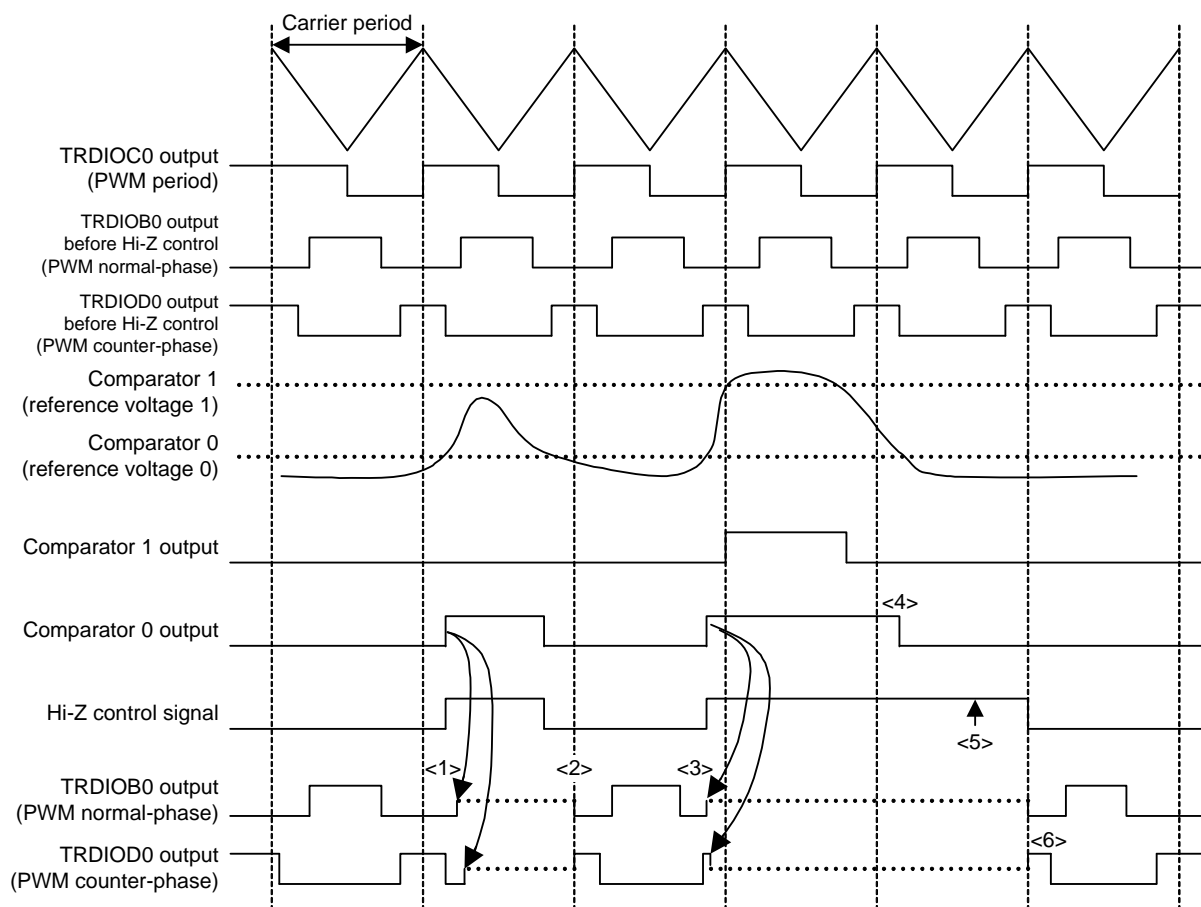 Carrier period
TRDIOC0 output
(PWM period)
TRDIOB0 output
before Hi-Z control
(PWM normal-phase)
TRDIOD0 output
before Hi-Z control
(PWM counter-phase)
Comparator 1
(reference voltage 1)
Comparator 0
(reference voltage 0)
Comparator 1 output
<4>
Comparator 0 output
Hi-Z control signal
<5>
<1> <2> <3>
TRDIOB0 output
(PWM normal-phase)
<6>
TRDIOD0 output
(PWM counter-phase)